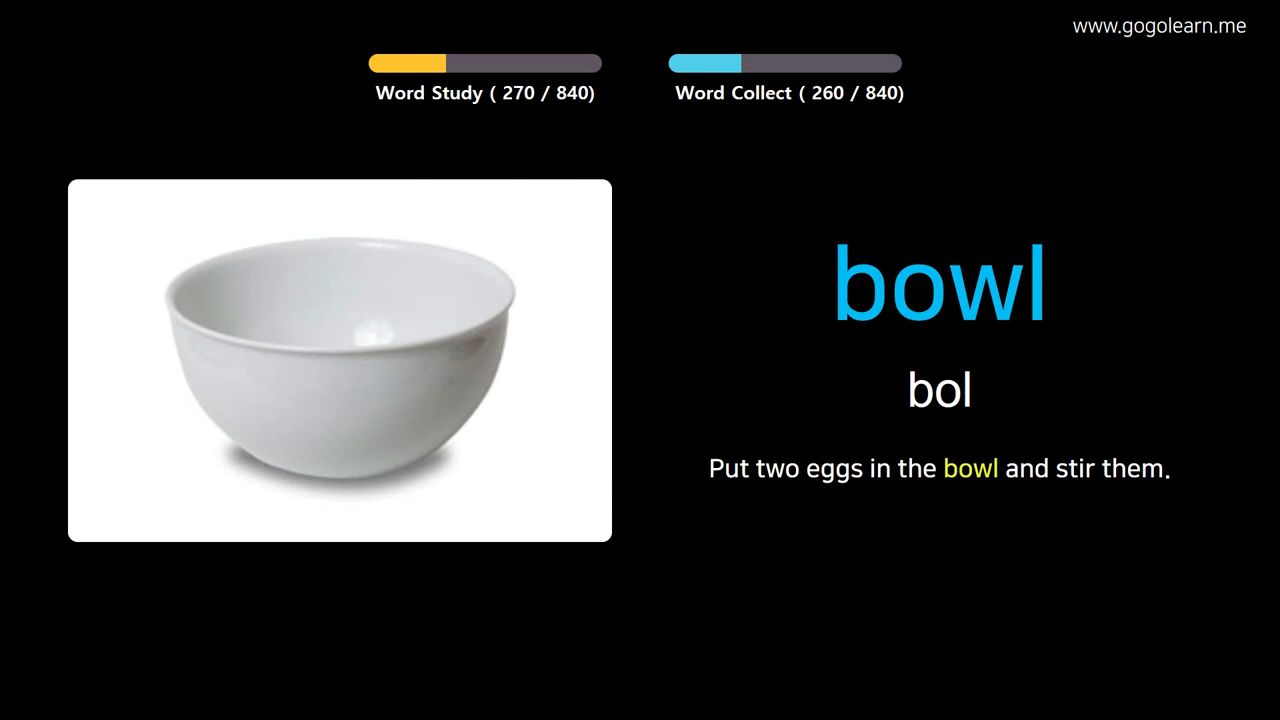 www.gogolearn.me
Word Study ( 270 / 840)
Word Collect ( 260 / 840)
bowl
bol
Put two eggs in the bowl and stir them.